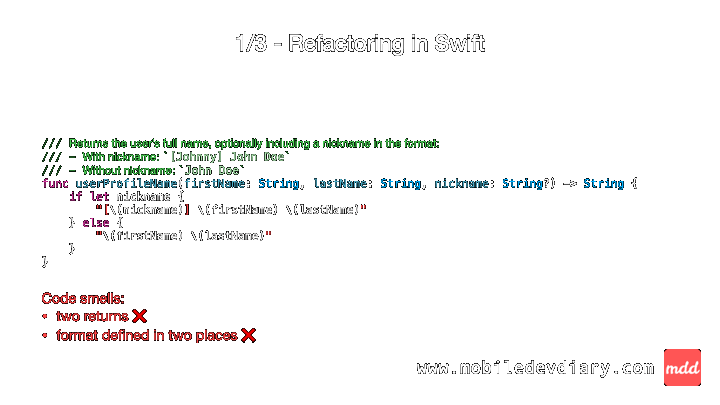 1/3 - Refactoring in Swift
/// Returns the user's full name, optionally including a nickname in the format:
/// - With nickname: `[Johnny] John Doe`
/// - Without nickname: `John Doe`
func userProfileName(firstName: String, lastName: String, nickname: String?) -> String {
    if let nickname {
        "[\(nickname)] \(firstName) \(lastName)"
    } else {
        "\(firstName) \(lastName)"
    }
}
Code smells:
• two returns ❌
• format defined in two places ❌
www.mobiledevdiary.com
mdd